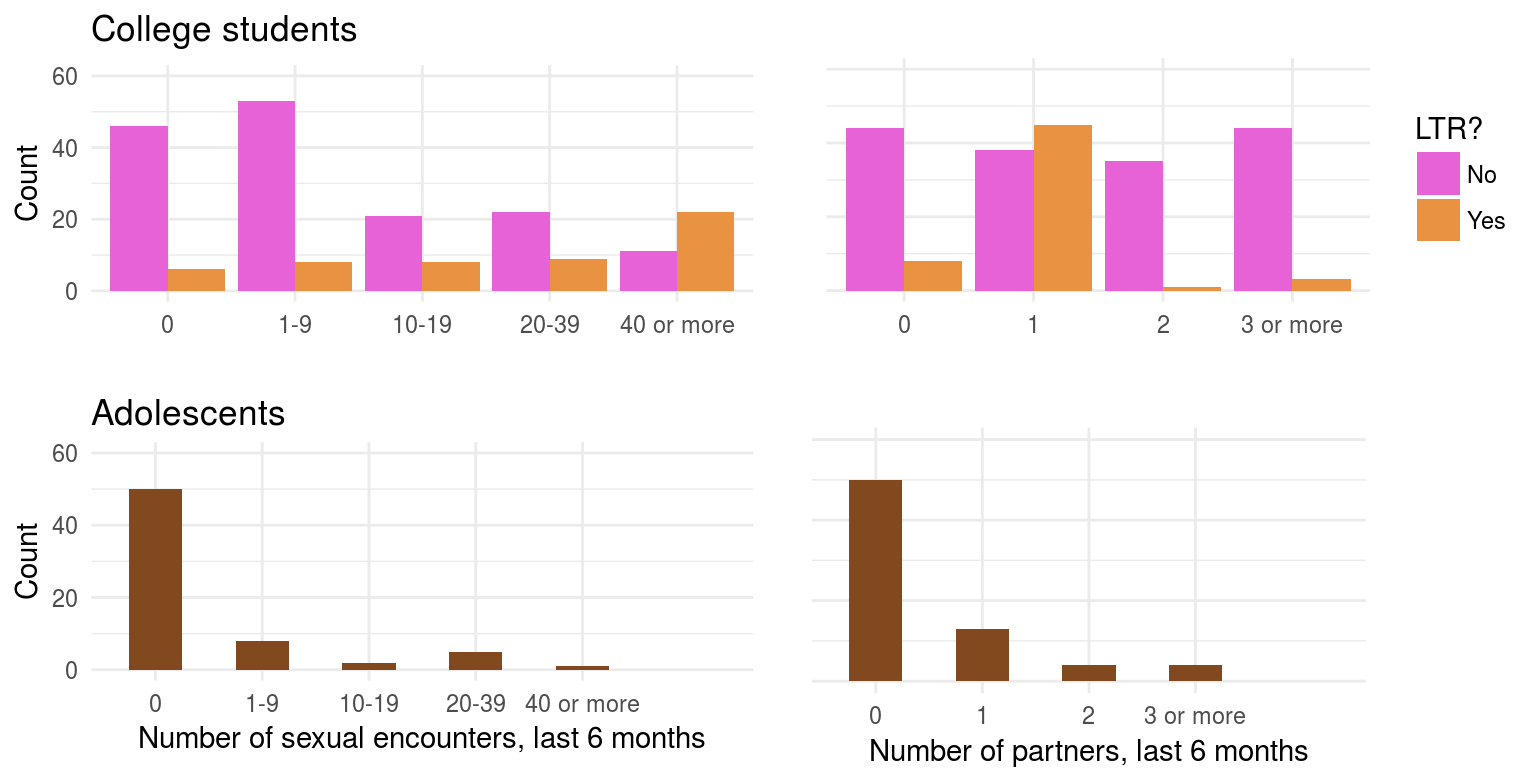 College students
60
40
20
0
Count
0 1-9 10-19 20-39 40 or more
0 1 2 3 or more
LTR?
No
Yes
Adolescents
60
40
20
0
Count
0 1-9 10-19 20-39 40 or more
Number of sexual encounters, last 6 months
0 1 2 3 or more
Number of partners, last 6 months